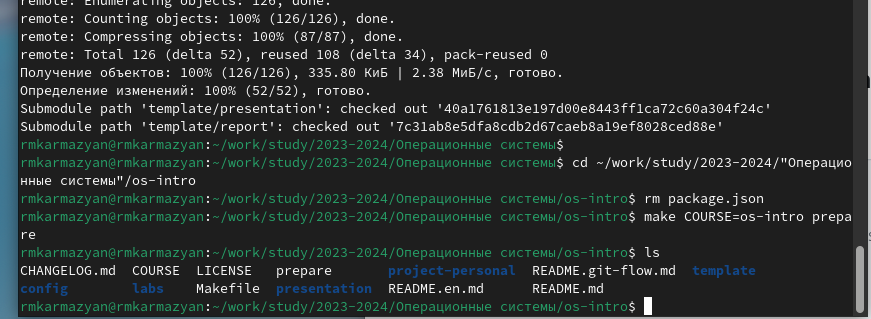 remote: Enumerating objects: 126, done.
remote: Counting objects: 100% (126/126), done.
remote: Compressing objects: 100% (87/87), done.
remote: Total 126 (delta 52), reused 108 (delta 34), pack-reused 0
Получение объектов: 100% (126/126), 335.80 КиБ | 2.38 МиБ/с, готово.
Определение изменений: 100% (52/52), готово.
Submodule path 'template/presentation': checked out '40a1761813e197d00e8443ff1ca72c60a304f24c'
Submodule path 'template/report': checked out '7c31ab8e5dfa8cdb2d67caeb8a19ef8028ced88e'
rmkarmazyan@rmkarmazyan:~/work/study/2023-2024/Операционные системы$
rmkarmazyan@rmkarmazyan:~/work/study/2023-2024/Операционные системы$ cd ~/work/study/2023-2024/"Операцио
нные системы"/os-intro
rmkarmazyan@rmkarmazyan:~/work/study/2023-2024/Операционные системы/os-intro$ rm package.json
rmkarmazyan@rmkarmazyan:~/work/study/2023-2024/Операционные системы/os-intro$ make COURSE=os-intro prepa
re
rmkarmazyan@rmkarmazyan:~/work/study/2023-2024/Операционные системы/os-intro$ ls
CHANGELOG.md COURSE LICENSE prepare project-personal README.git-flow.md template
config labs Makefile presentation README.en.md README.md
rmkarmazyan@rmkarmazyan:~/work/study/2023-2024/Операционные системы/os-intro$